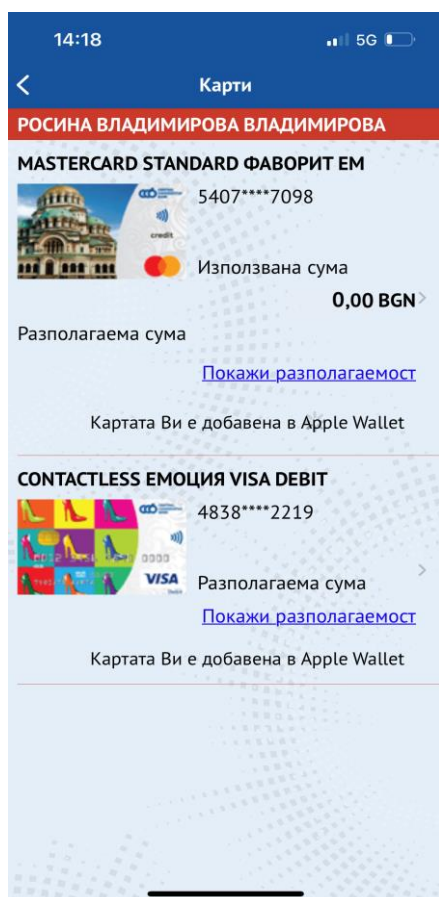 14:18 5G
Карти
РОСИНА ВЛАДИМИРОВА ВЛАДИМИРОВА
MASTERCARD STANDARD ФАВОРИТ ЕМ
credit
5407****7098
Използвана сума
0,00 BGN
Разполагаема сума
Покажи разполагаемост
Картата Ви е добавена в Apple Wallet
CONTACTLESS ЕМОЦИЯ VISA DEBIT
VISA
4838****2219
Разполагаема сума
Покажи разполагаемост
Картата Ви е добавена в Apple Wallet